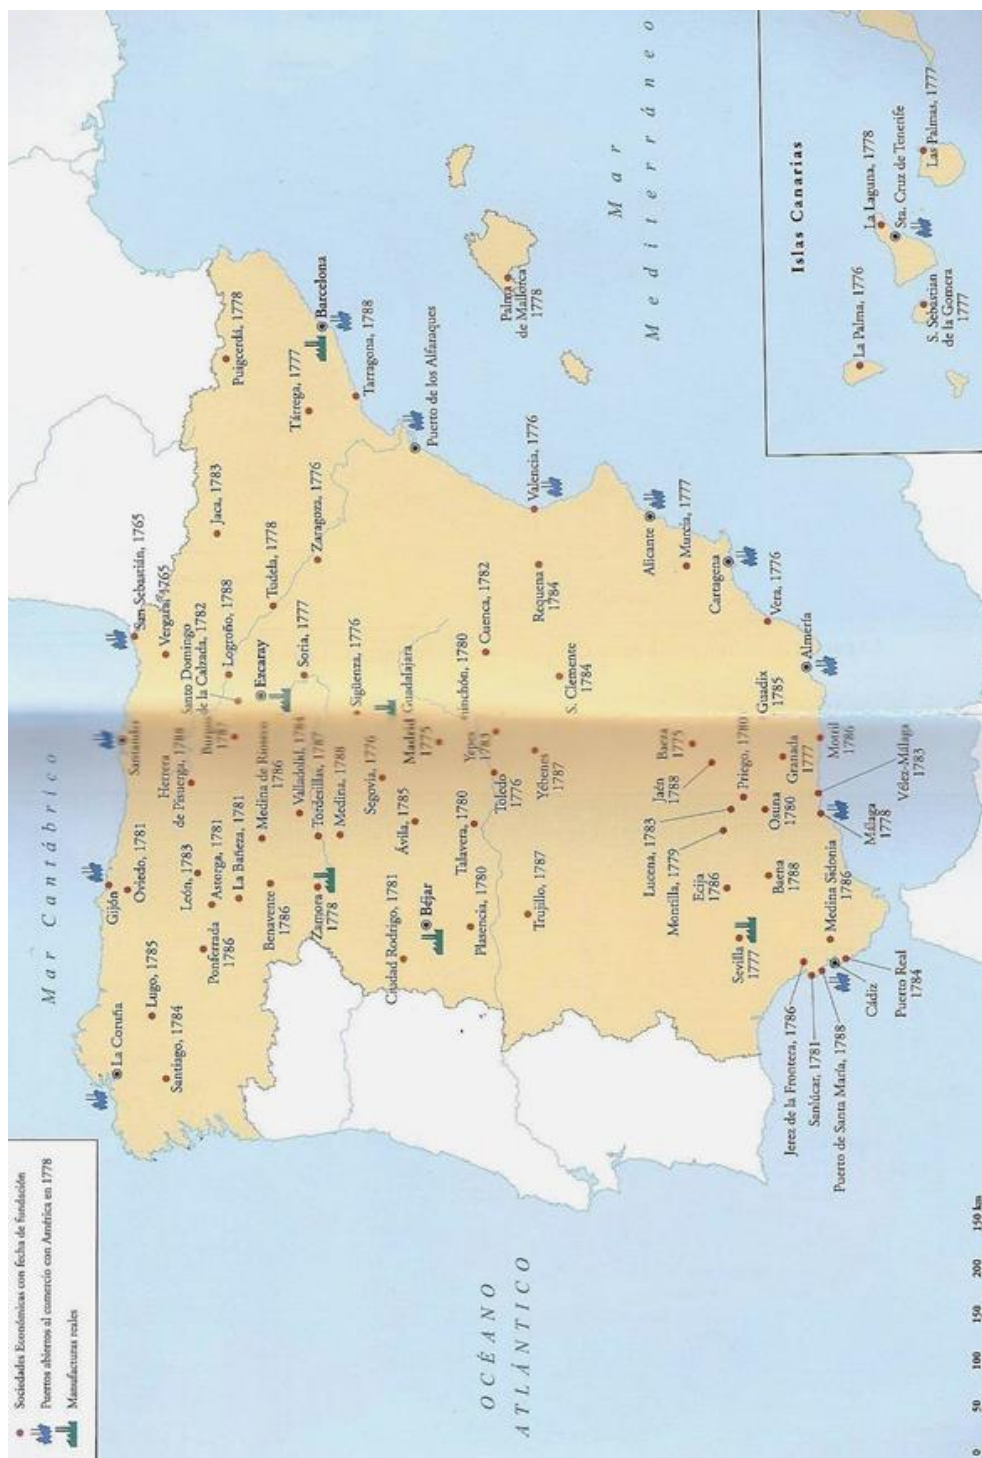 Sociedades Económicas con fecha de fundación
Puertos abiertos al comercio con América en 1778
Manufacturas reales
Mar Cantábrico
La Coruña
Lugo, 1785
Santiago, 1784
Gijón
Oviedo, 1781
Santander
San Sebastián, 1765
Vergara, 1765
León, 1783
Astorga, 1781
La Bañeza, 1781
Ponferrada
1786
Herrera
de Pisuerga, 1788
Burgos
1787
Santo Domingo
de la Calzada, 1782
Logroño, 1788
Ezcaray
Jaca, 1783
Tudela, 1778
Puigcerdá, 1778
Benavente
1786
Medina de Rioseco
1786
Valladolid, 1784
Tordesillas, 1787
Medina, 1788
Zamora
1778
Soria, 1777
Zaragoza, 1776
Tárrega, 1777
Barcelona
Tarragona, 1788
Puerto de los Alfaraques
Ciudad Rodrigo, 1781
Béjar
Ávila, 1785
Segovia, 1776
Sigüenza, 1776
Guadalajara
Madrid
1775
Plasencia, 1780
Talavera, 1780
Toledo
1776
Yepes
1783
Cuenca, 1782
Trujillo, 1787
Yébenes
1787
S. Clemente
1784
Requena
1784
Valencia, 1776
Palma
de Mallorca
1778
Mar
Mediterráneo
Alicante
Murcia, 1777
Cartagena
Vera, 1776
Almería
Guadix
1785
Baeza
1775
Jaén
1788
Priego, 1780
Granada
1777
Motril
1786
Vélez-Málaga
1783
Málaga
1778
Lucena, 1783
Montilla, 1779
Ecija
1786
Osuna
1780
Baena
1788
Sevilla
1777
Medina Sidonia
1786
Jerez de la Frontera, 1786
Sanlúcar, 1781
Puerto de Santa María, 1788
Cádiz
Puerto Real
1784
OCÉANO
ATLÁNTICO
Islas Canarias
La Palma, 1776
La Laguna, 1778
Sta. Cruz de Tenerife
Las Palmas, 1777
S. Sebastian
de la Gomera
1777
0 50 100 150 200 150 km